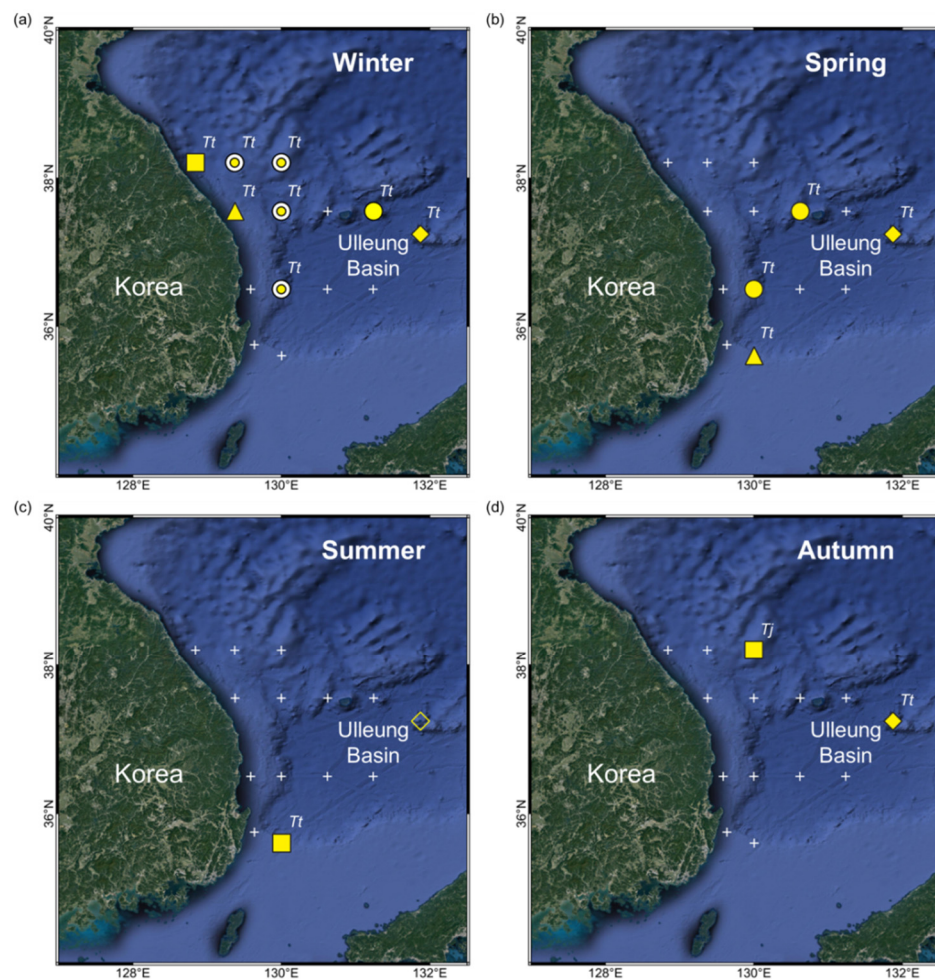 (a)
40°N
Winter
Tt
Tt
Tt
38°N
Tt
Tt
Tt
Tt
Ulleung
Basin
Korea
Tt
36°N
128°E
130°E
132°E
(b)
40°N
Spring
38°N
Tt
Tt
Ulleung
Basin
Korea
Tt
36°N
Tt
128°E
130°E
132°E
(c)
40°N
Summer
38°N
Ulleung
Basin
Korea
36°N
Tt
128°E
130°E
132°E
(d)
40°N
Autumn
Tj
38°N
Tt
Ulleung
Basin
Korea
36°N
128°E
130°E
132°E